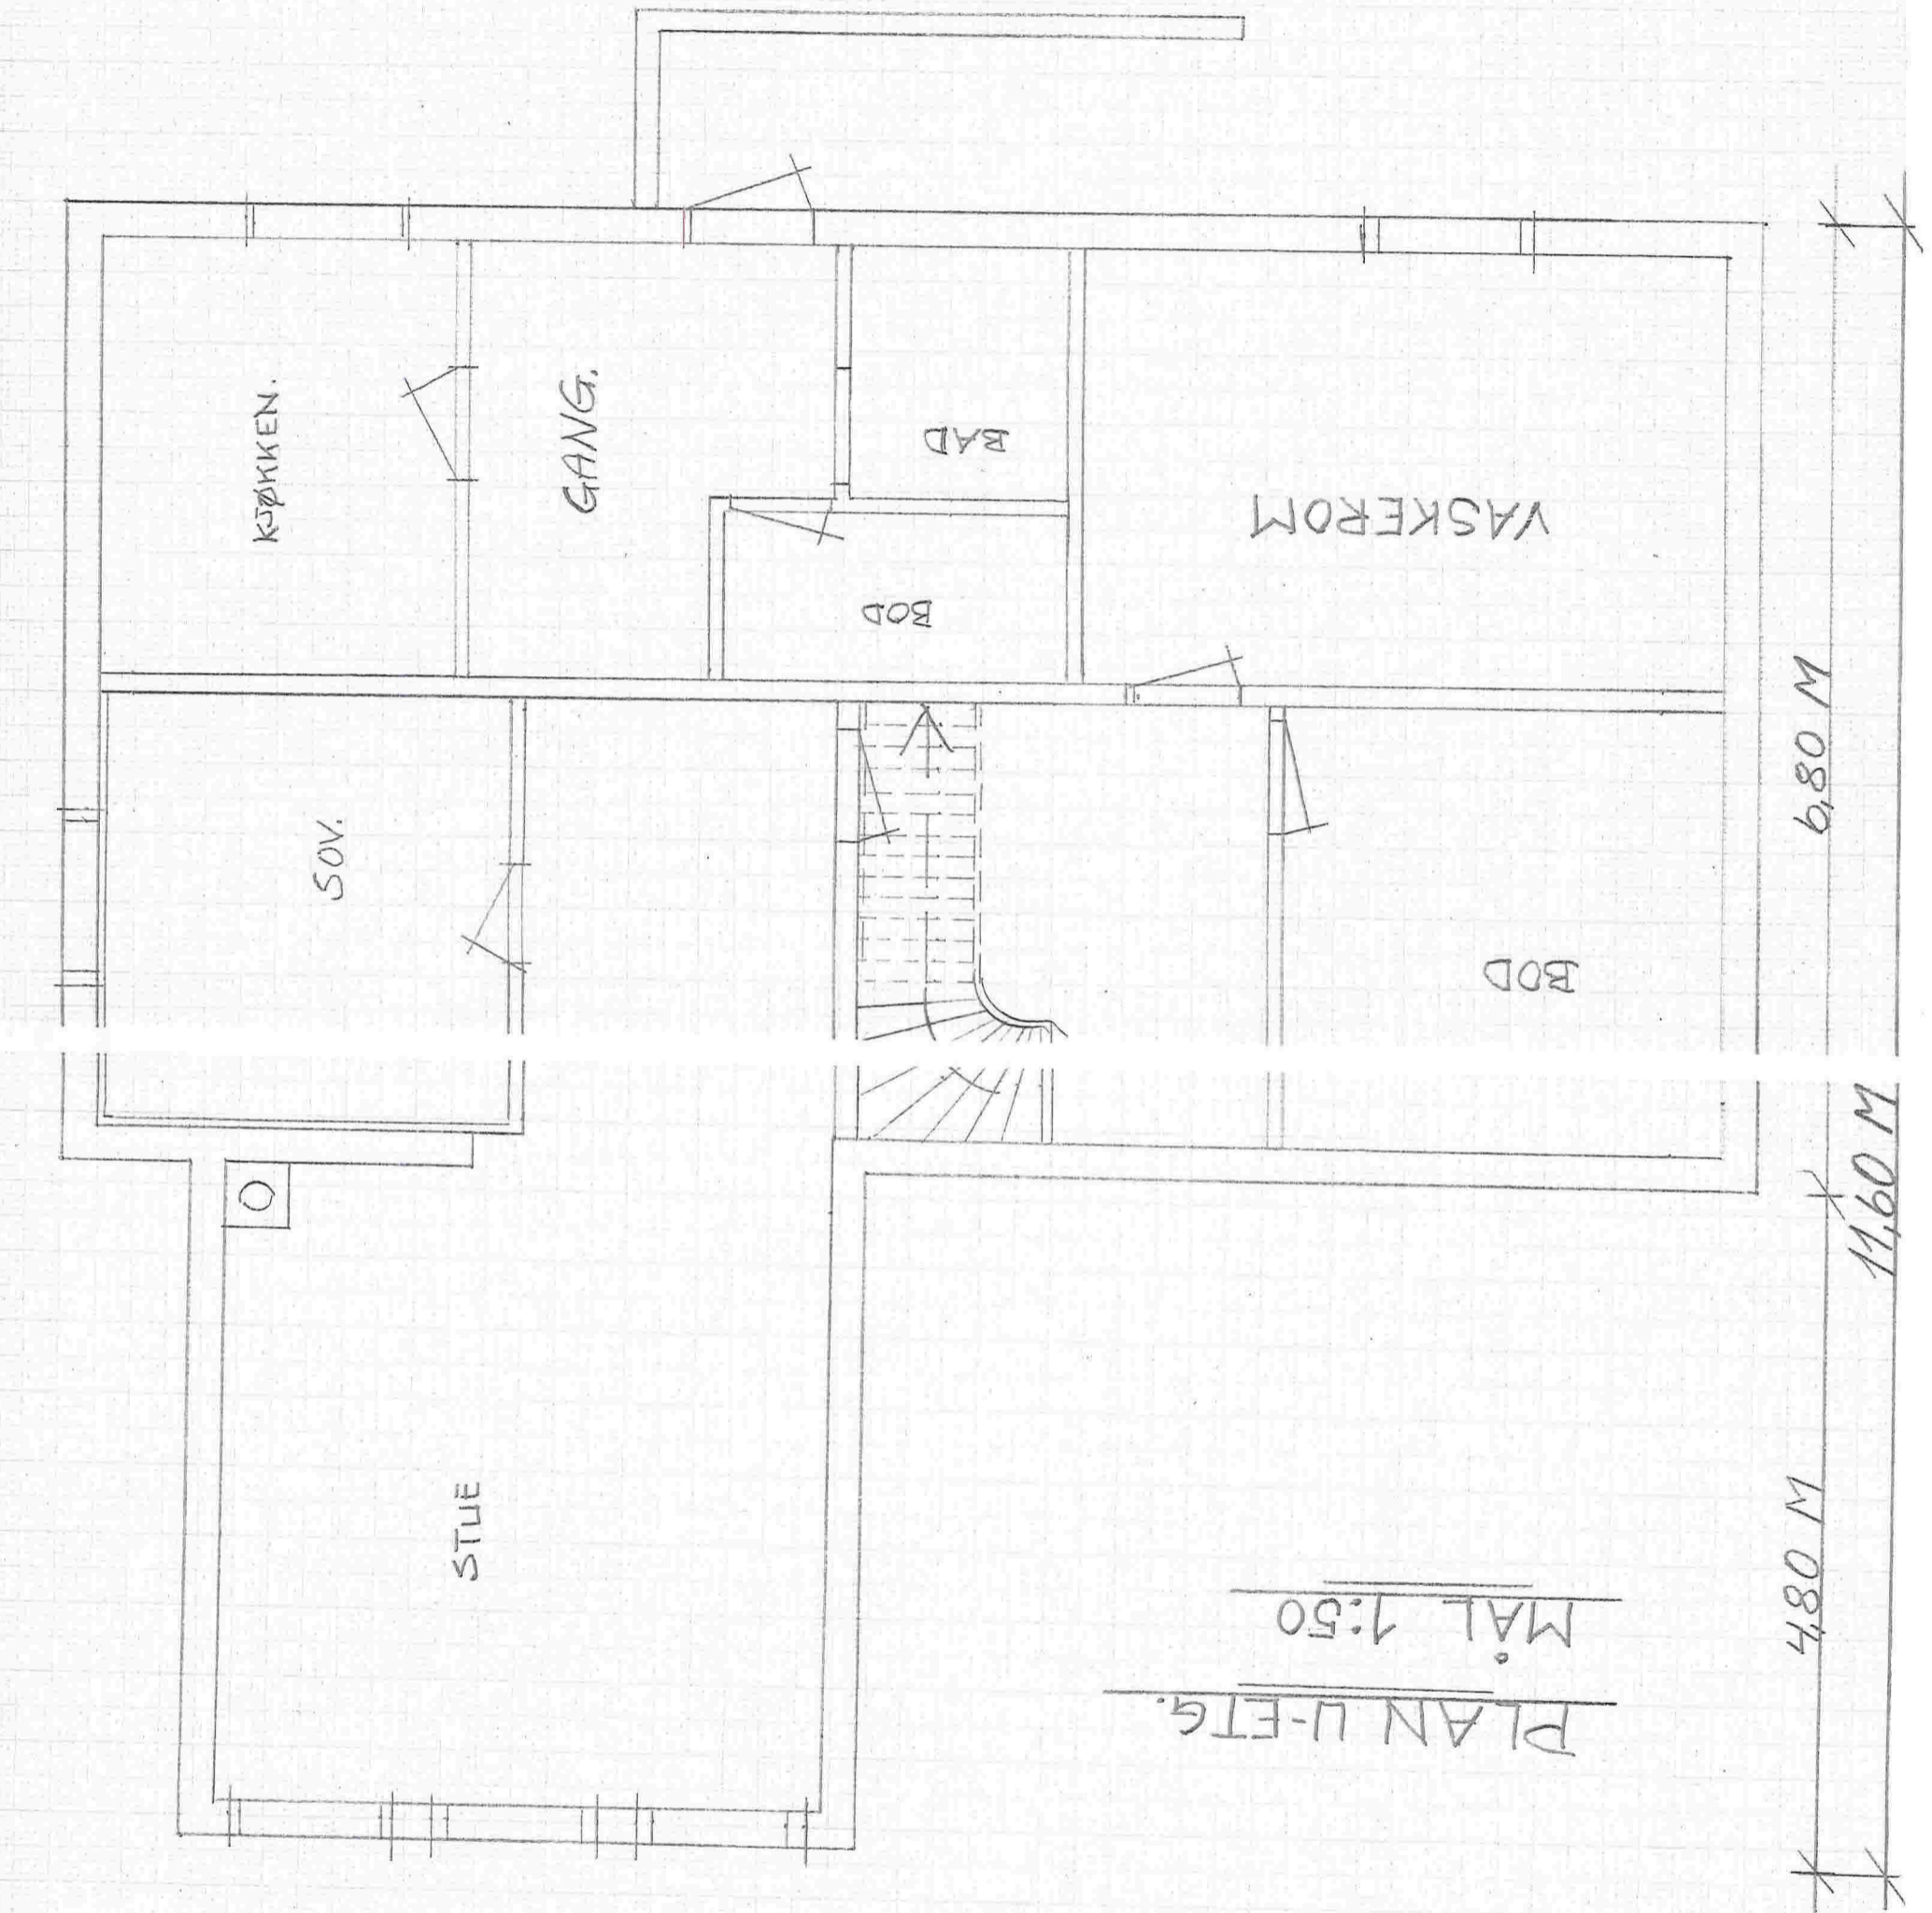 KJØKKEN.
GANG.
BAD
BOD
VASKEROM
SOV.
BOD
STUE
6,80 M
11,60 M
4,80 M
PLAN U-ETG.
MÅL 1:50